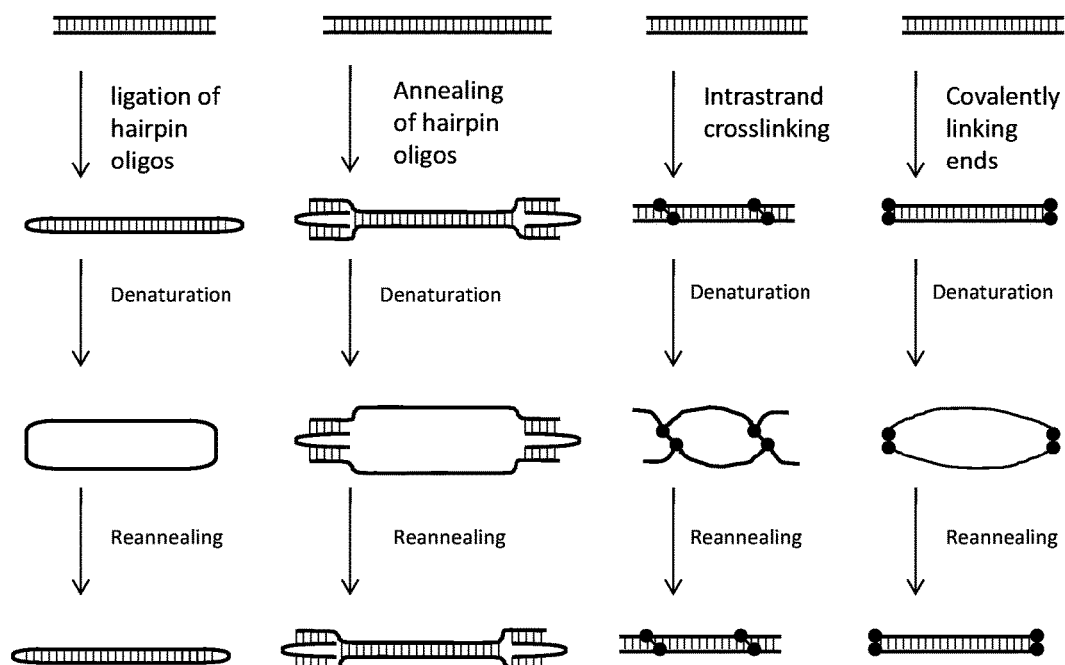 ligation of
hairpin
oligos
Annealing
of hairpin
oligos
Intrastrand
crosslinking
Covalently
linking
ends
Denaturation
Denaturation
Denaturation
Denaturation
Reannealing
Reannealing
Reannealing
Reannealing